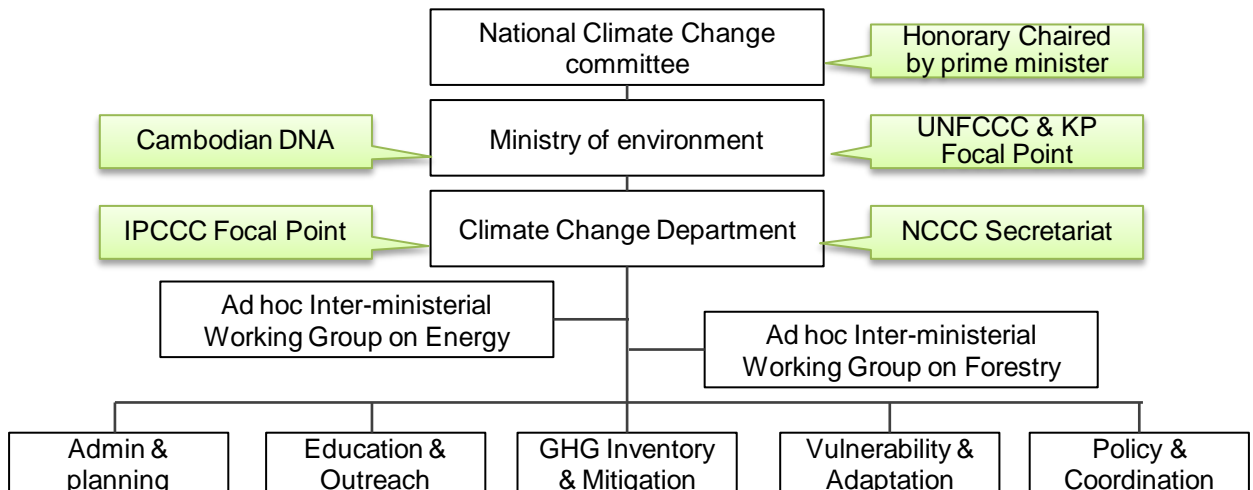 National Climate Change
committee
Honorary Chaired
by prime minister
Cambodian DNA
Ministry of environment
UNFCCC & KP
Focal Point
IPCCC Focal Point
Climate Change Department
NCCC Secretariat
Ad hoc Inter-ministerial
Working Group on Energy
Ad hoc Inter-ministerial
Working Group on Forestry
Admin &
planning
Education &
Outreach
GHG Inventory
& Mitigation
Vulnerability &
Adaptation
Policy &
Coordination